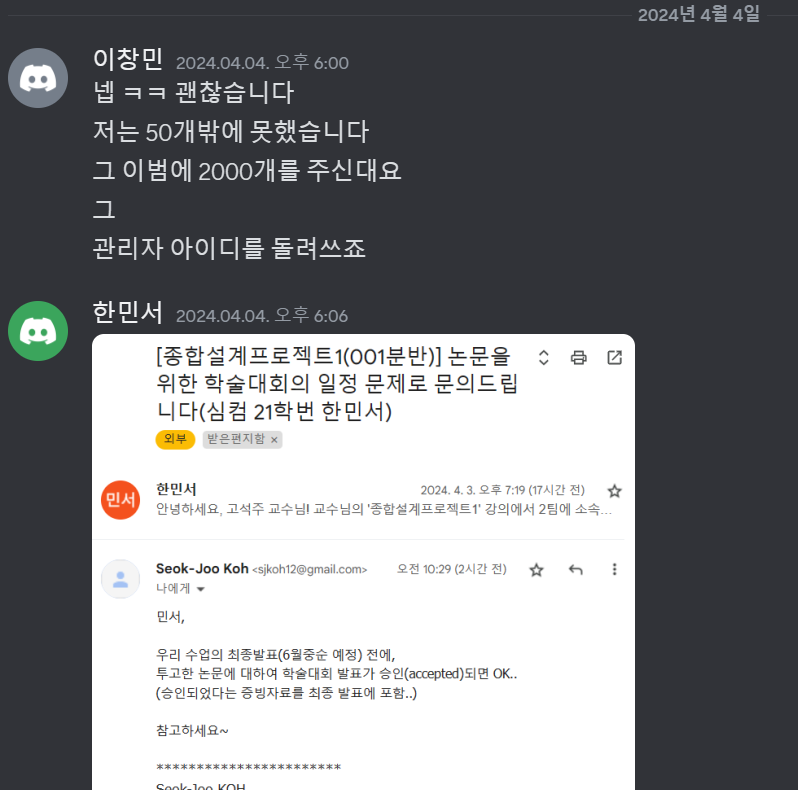 2024년 4월 4일
이창민 2024.04.04. 오후 6:00
넵 ㅋㅋ 괜찮습니다
저는 50개밖에 못했습니다
그 이범에 2000개를 주신대요
그
관리자 아이디를 돌려쓰죠
한민서 2024.04.04. 오후 6:06
[종합설계프로젝트1(001분반)] 논문을
위한 학술대회의 일정 문제로 문의드립
니다(심컴 21학번 한민서)
외부 받은편지함 ×
민서
한민서 2024. 4. 3. 오후 7:19 (17시간 전)
안녕하세요, 고석주 교수님! 교수님의 '종합설계프로젝트1' 강의에서 2팀에 소속...
Seok-Joo Koh <sjkoh12@gmail.com> 오전 10:29 (2시간 전)
나에게
민서,
우리 수업의 최종발표(6월중순 예정) 전에,
투고한 논문에 대하여 학술대회 발표가 승인(accepted)되면 OK..
(승인되었다는 증빙자료를 최종 발표에 포함..)
참고하세요~
***********************
Seok-Joo KOH